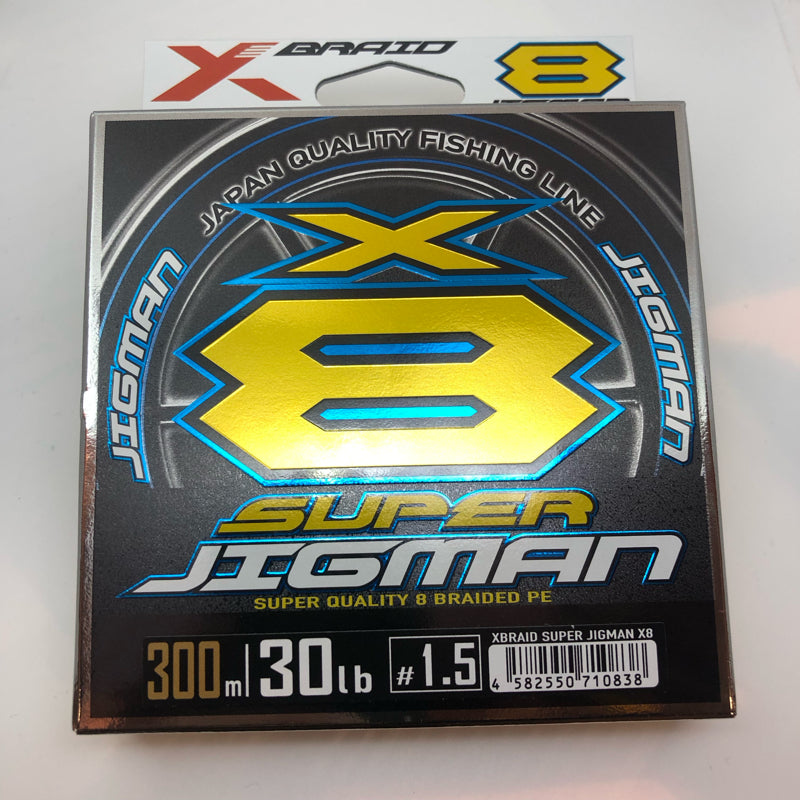 X BRAID 8
JAPAN QUALITY FISHING LINE
JIGMAN
JIGMAN
X
8
SUPER
JIGMAN
SUPER QUALITY 8 BRAIDED PE
300m 30lb #1.5
XBRAID SUPER JIGMAN X8
4 582550 710838